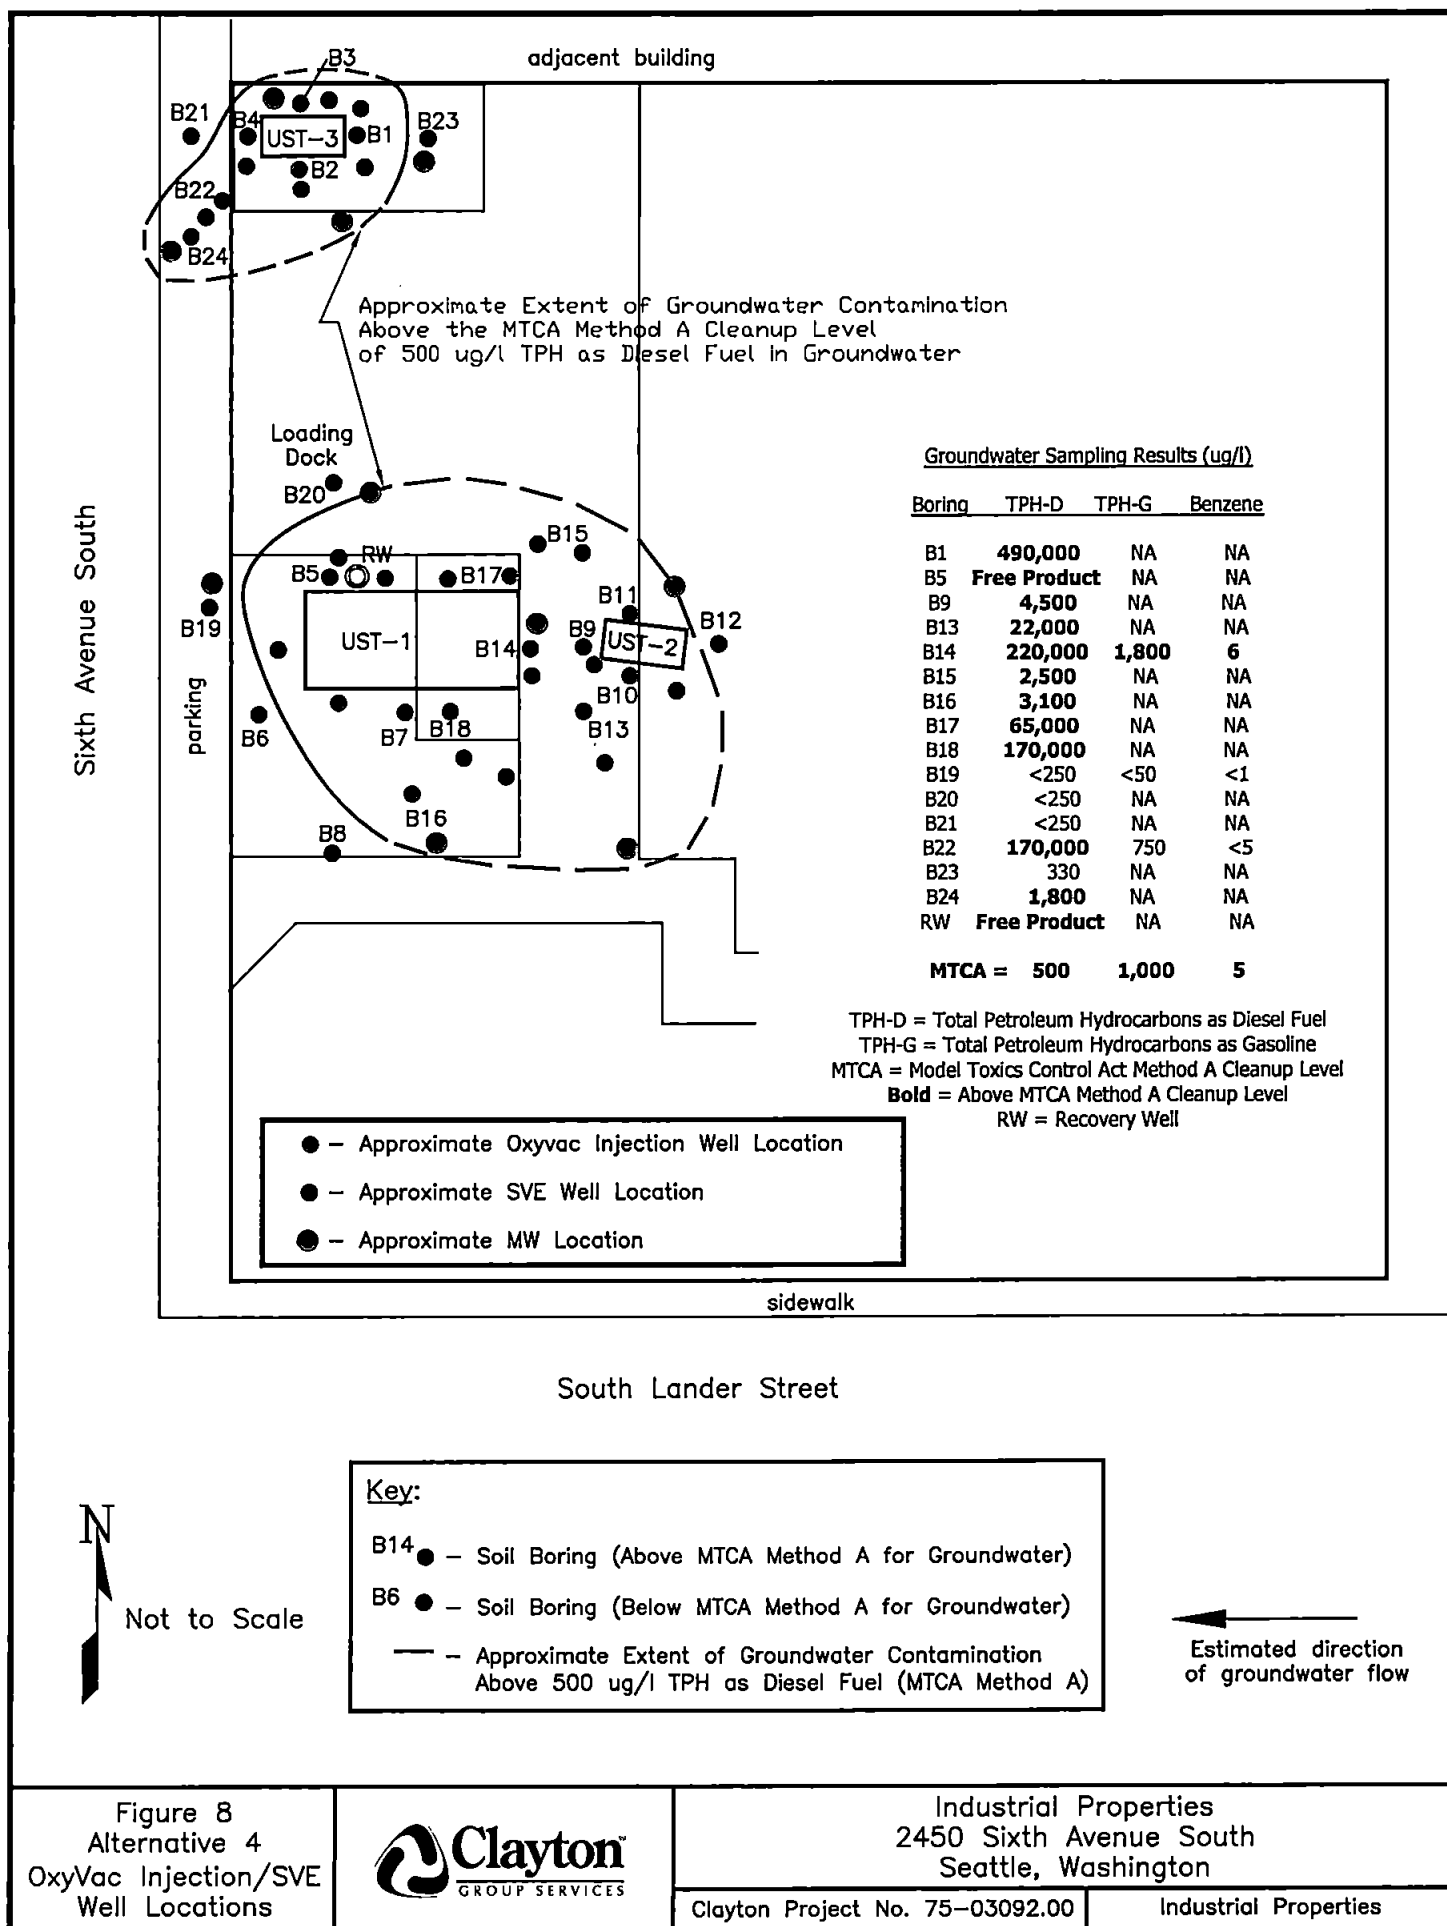 adjacent building
B3
B21
B4
UST-3
B1
B23
B2
B22
B24
Approximate Extent of Groundwater Contamination
Above the MTCA Method A Cleanup Level
of 500 ug/l TPH as Diesel Fuel in Groundwater
Loading
Dock
B20
Sixth Avenue South
parking
B15
RW
B5
B17
B11
B19
UST-1
B14
B9
UST-2
B12
B10
B6
B7
B18
B13
B16
B8
Groundwater Sampling Results (ug/l)
Boring TPH-D TPH-G Benzene
B1 490,000 NA NA
B5 Free Product NA NA
B9 4,500 NA NA
B13 22,000 NA NA
B14 220,000 1,800 6
B15 2,500 NA NA
B16 3,100 NA NA
B17 65,000 NA NA
B18 170,000 NA NA
B19 <250 <50 <1
B20 <250 NA NA
B21 <250 NA NA
B22 170,000 750 <5
B23 330 NA NA
B24 1,800 NA NA
RW Free Product NA NA
MTCA = 500 1,000 5
TPH-D = Total Petroleum Hydrocarbons as Diesel Fuel
TPH-G = Total Petroleum Hydrocarbons as Gasoline
MTCA = Model Toxics Control Act Method A Cleanup Level
Bold = Above MTCA Method A Cleanup Level
RW = Recovery Well
– Approximate Oxyvac Injection Well Location
– Approximate SVE Well Location
– Approximate MW Location
sidewalk
South Lander Street
Key:
B14 – Soil Boring (Above MTCA Method A for Groundwater)
B6 – Soil Boring (Below MTCA Method A for Groundwater)
– Approximate Extent of Groundwater Contamination
Above 500 ug/l TPH as Diesel Fuel (MTCA Method A)
N
Not to Scale
Estimated direction
of groundwater flow
Figure 8
Alternative 4
OxyVac Injection/SVE
Well Locations
Clayton
GROUP SERVICES
Industrial Properties
2450 Sixth Avenue South
Seattle, Washington
Clayton Project No. 75-03092.00
Industrial Properties